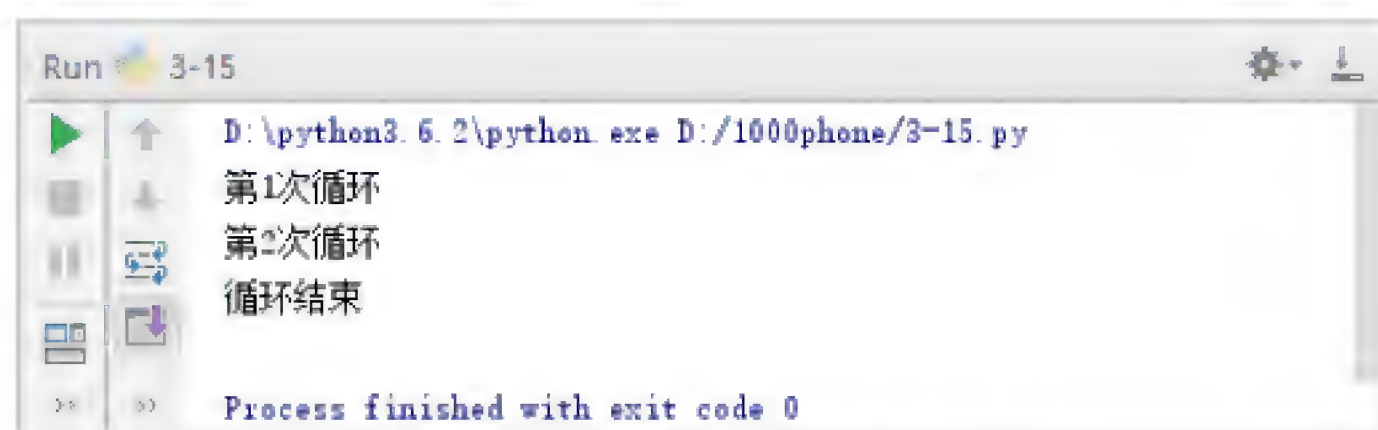 Run 3-15
D:\python3.6.2\python.exe D:/1000phone/3-15.py
第1次循环
第2次循环
循环结束
Process finished with exit code 0